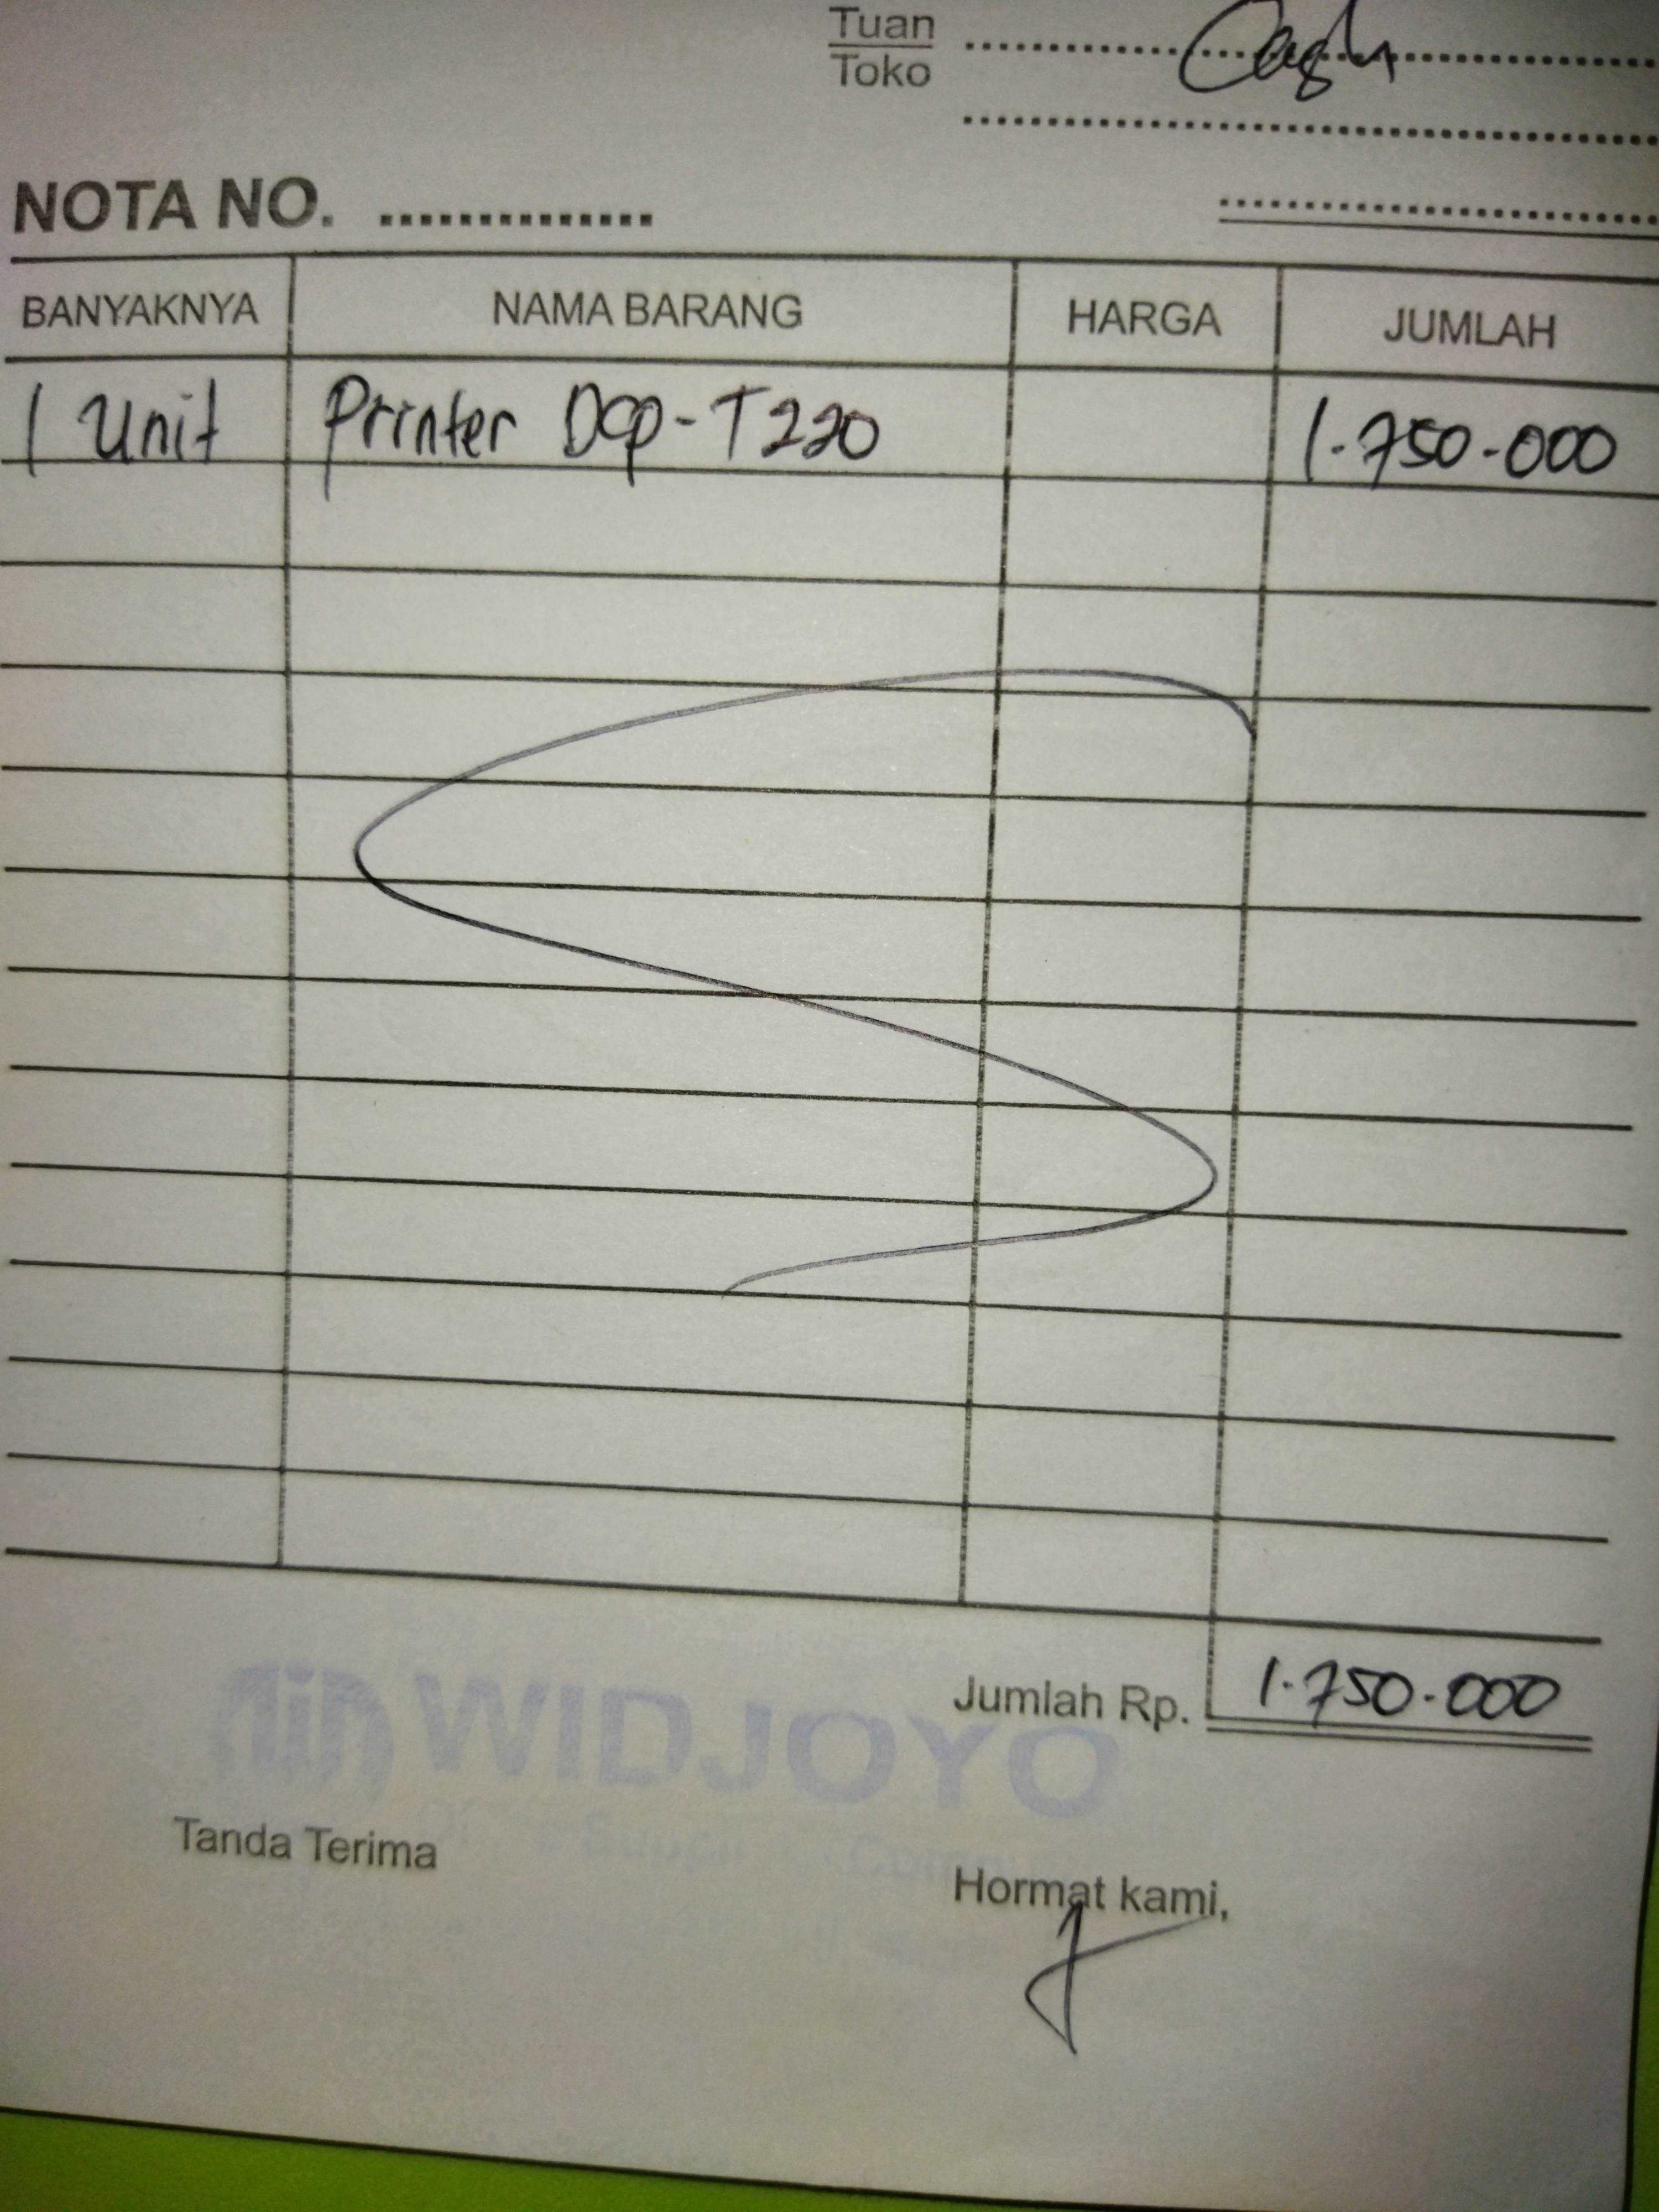 Tuan
Toko
Cash
NOTA NO. ..............
BANYAKNYA NAMA BARANG HARGA JUMLAH
1 Unit Printer Dcp-T220 1.750.000
Jumlah Rp. 1.750.000
WIDJOYO
Tanda Terima
Hormat kami,